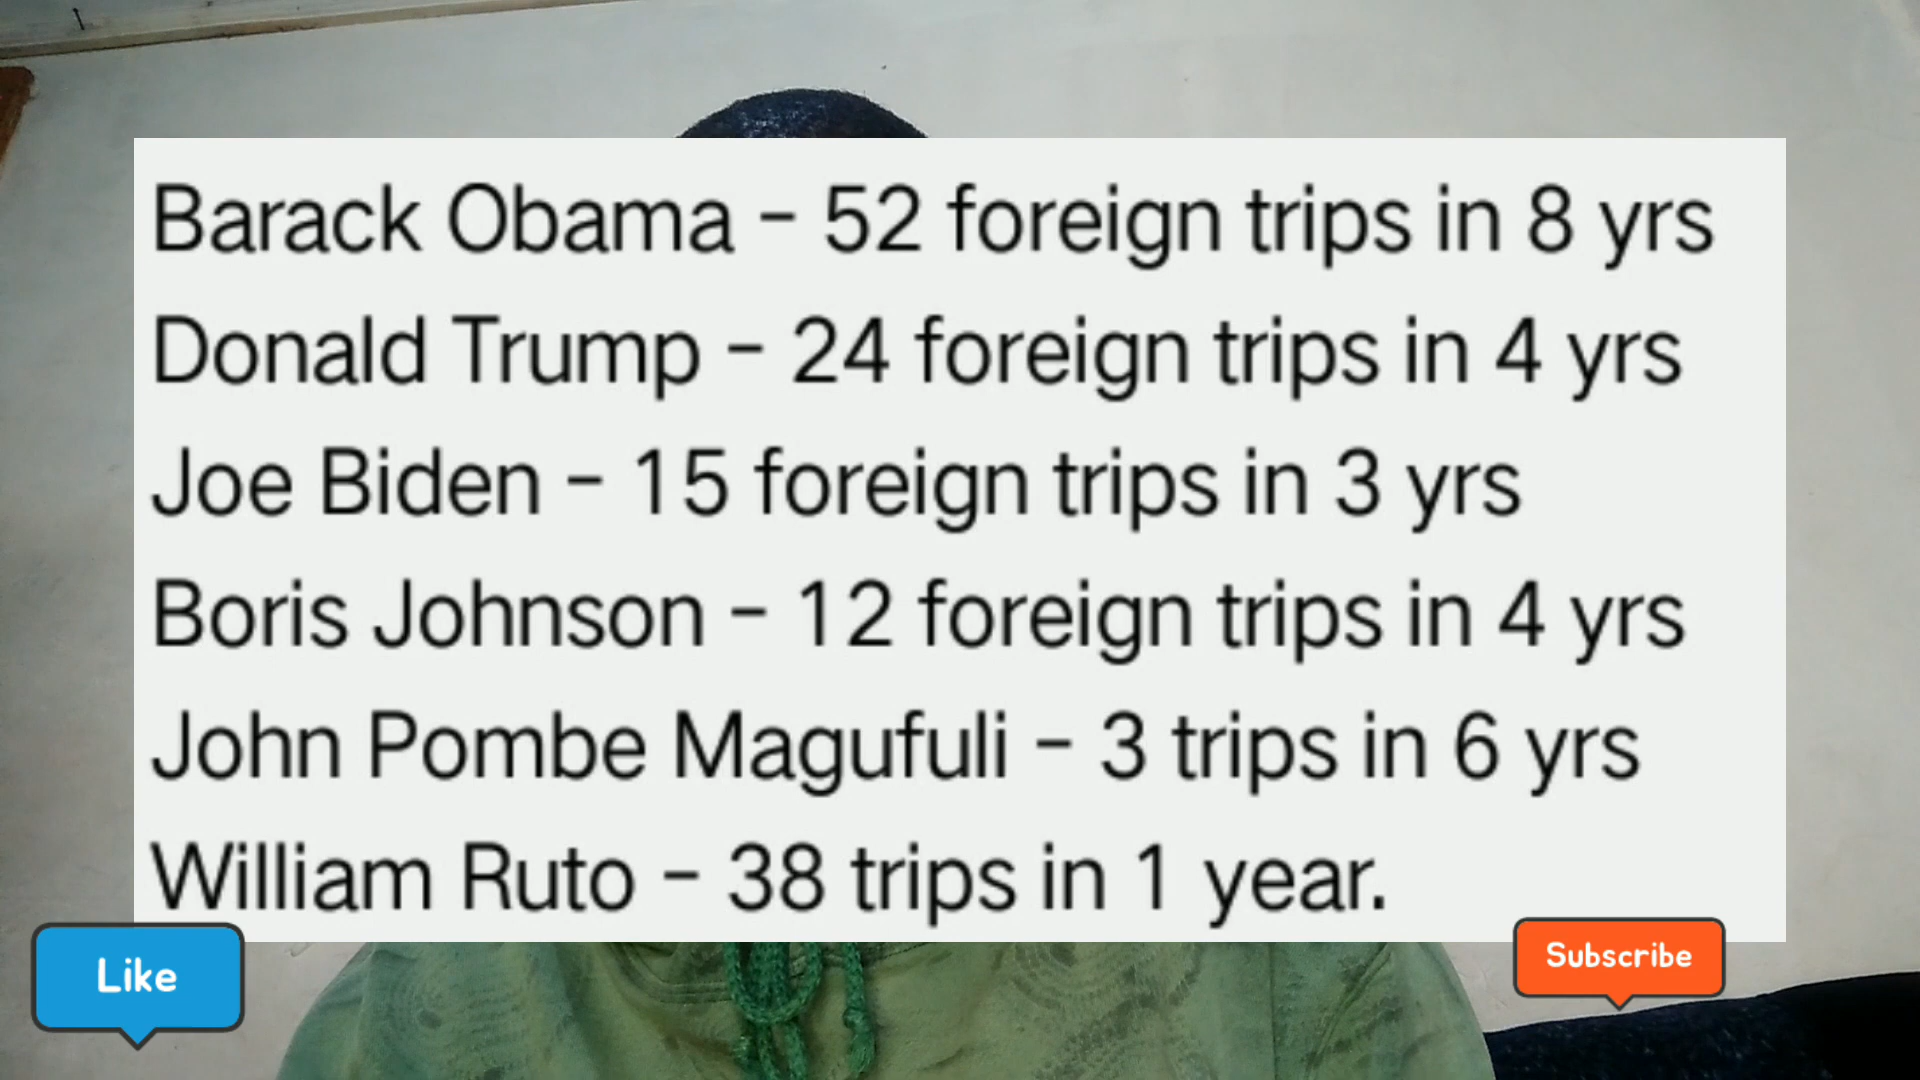 Barack Obama - 52 foreign trips in 8 yrs
Donald Trump - 24 foreign trips in 4 yrs
Joe Biden - 15 foreign trips in 3 yrs
Boris Johnson - 12 foreign trips in 4 yrs
John Pombe Magufuli - 3 trips in 6 yrs
William Ruto - 38 trips in 1 year.
Like
Subscribe